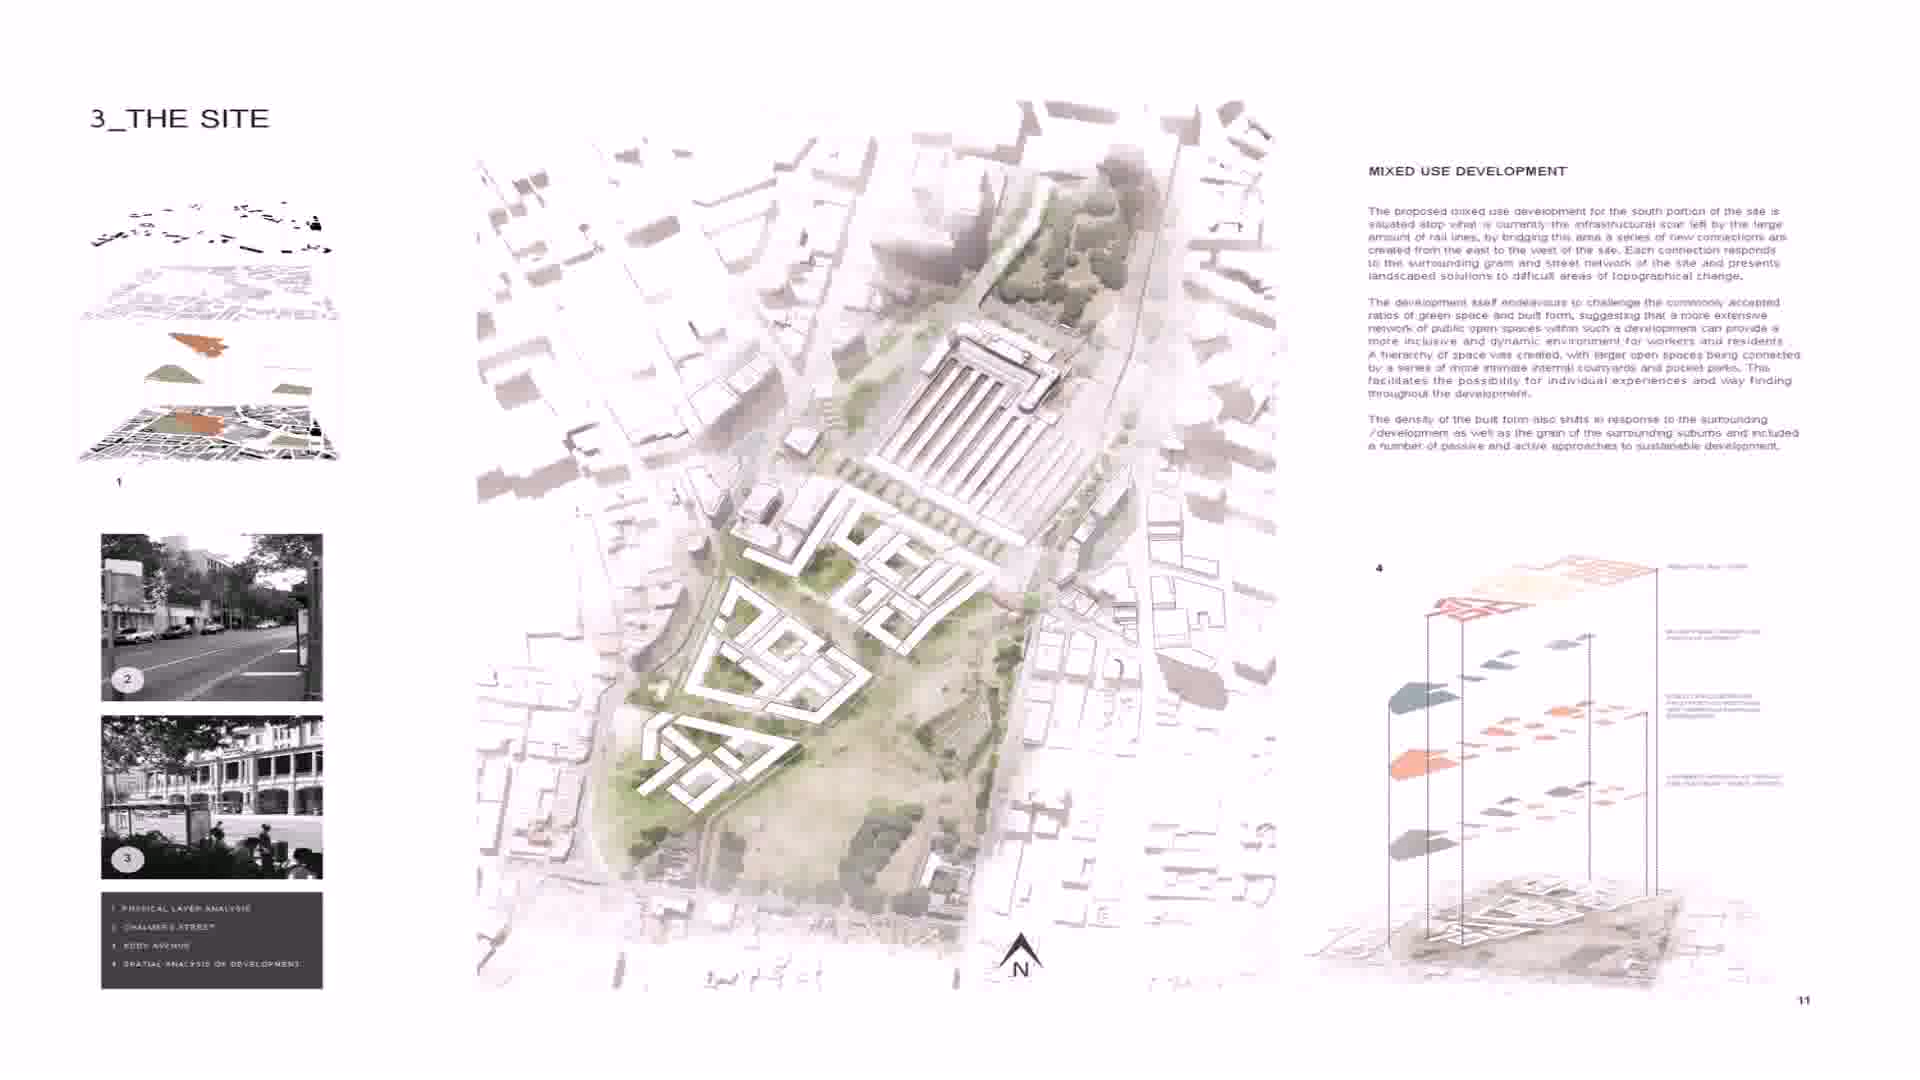 3_THE SITE
1
2
3
1 PHYSICAL LAYER ANALYSIS
2 CHALMERS STREET
3 EDDY AVENUE
4 SPATIAL ANALYSIS OF DEVELOPMENT
N
MIXED USE DEVELOPMENT
The proposed mixed use development for the south portion of the site is
situated atop what is currently the infrastructural scar left by the large
amount of rail lines, by bridging this area a series of new connections are
created from the east to the west of the site. Each connection responds
to the surrounding grain and street network of the site and presents
landscaped solutions to difficult areas of topographical change.
The development itself endeavours to challenge the commonly accepted
ratios of green space and built form, suggesting that a more extensive
network of public open spaces within such a development can provide a
more inclusive and dynamic environment for workers and residents .
A hierarchy of space was created, with larger open spaces being connected
by a series of more intimate internal courtyards and pocket parks. This
facilitates the possibility for individual experiences and way finding
throughout the development.
The density of the built form also shifts in response to the surrounding
/development as well as the grain of the surrounding suburbs and included
a number of passive and active approaches to sustainable development.
4
11